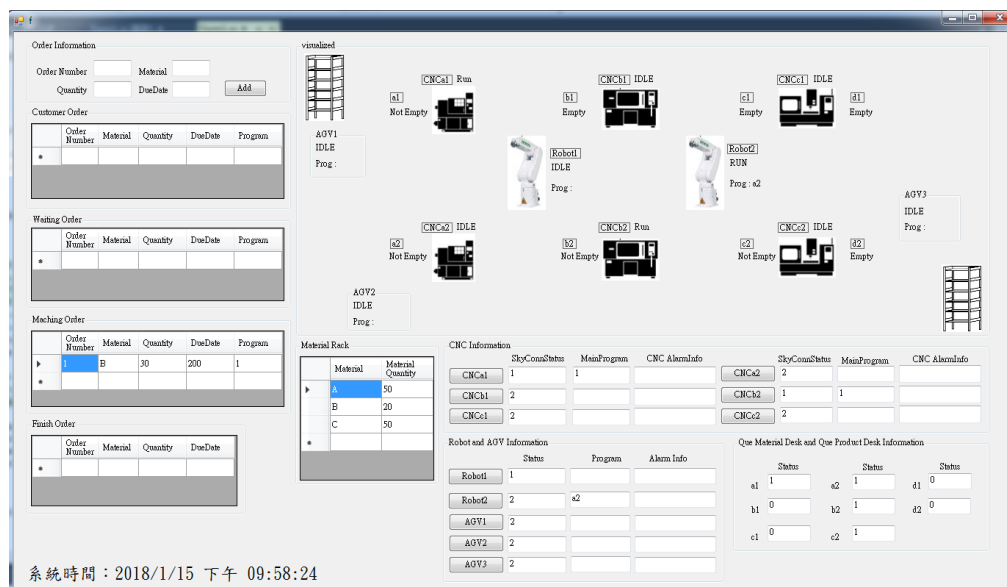 f
Order Information
Order Number Material
Quantity DueDate Add
Customer Order
Order Number Material Quantity DueDate Program
*
Waiting Order
Order Number Material Quantity DueDate Program
*
Maching Order
Order Number Material Quantity DueDate Program
1 B 30 200 1
*
Finish Order
Order Number Material Quantity DueDate
*
系統時間:2018/1/15 下午 09:58:24
visualized
CNCa1 Run CNCb1 IDLE CNCc1 IDLE
a1 b1 c1 d1
Not Empty Empty Empty Empty
AGV1
IDLE
Prog :
Robot1
IDLE
Prog :
Robot2
RUN
Prog : a2
AGV3
IDLE
Prog :
CNCa2 IDLE CNCb2 Run CNCc2 IDLE
a2 b2 c2 d2
Not Empty Not Empty Not Empty Empty
AGV2
IDLE
Prog :
Material Rack
Material Material Quantity
A 50
B 20
C 50
*
CNC Information
SkyConnStatus MainProgram CNC AlarmInfo SkyConnStatus MainProgram CNC AlarmInfo
CNCa1 1 1 CNCa2 2
CNCb1 2 CNCb2 1 1
CNCc1 2 CNCc2 2
Robot and AGV Information
Status Program Alarm Info
Robot1 1
Robot2 2 a2
AGV1 2
AGV2 2
AGV3 2
Que Material Desk and Que Product Desk Information
Status Status Status
a1 1 a2 1 d1 0
b1 0 b2 1 d2 0
c1 0 c2 1